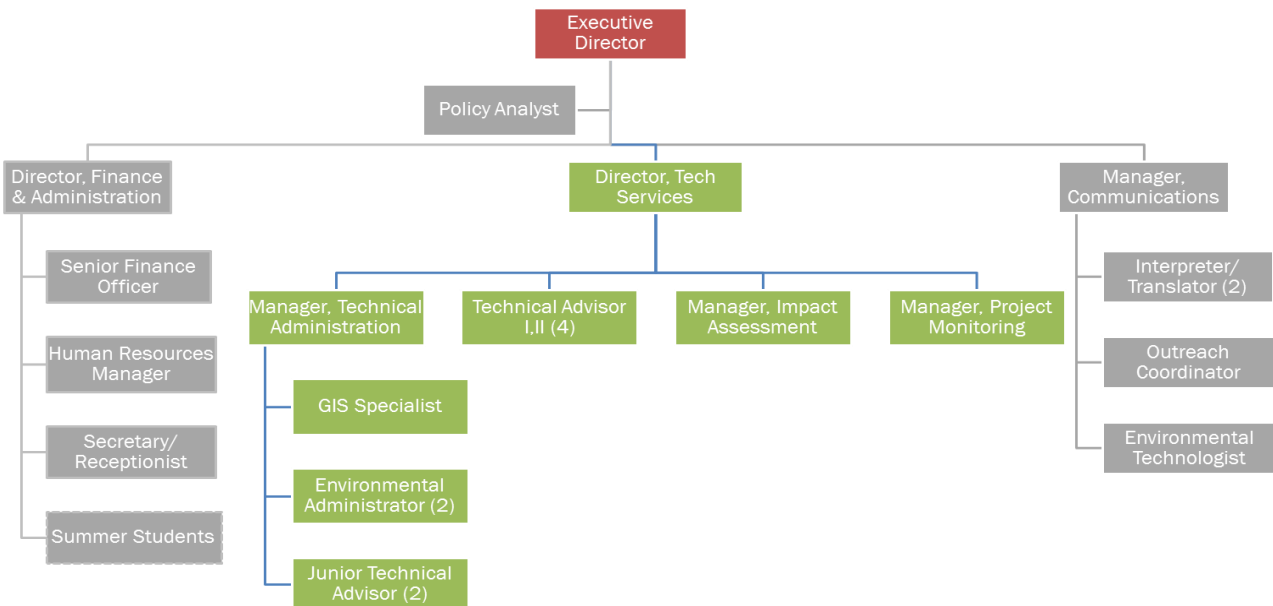 Executive
Director
Policy Analyst
Director, Finance
& Administration
Director, Tech
Services
Manager,
Communications
Senior Finance
Officer
Human Resources
Manager
Secretary/
Receptionist
Summer Students
Manager, Technical
Administration
Technical Advisor
I,II (4)
Manager, Impact
Assessment
Manager, Project
Monitoring
GIS Specialist
Environmental
Administrator (2)
Junior Technical
Advisor (2)
Interpreter/
Translator (2)
Outreach
Coordinator
Environmental
Technologist